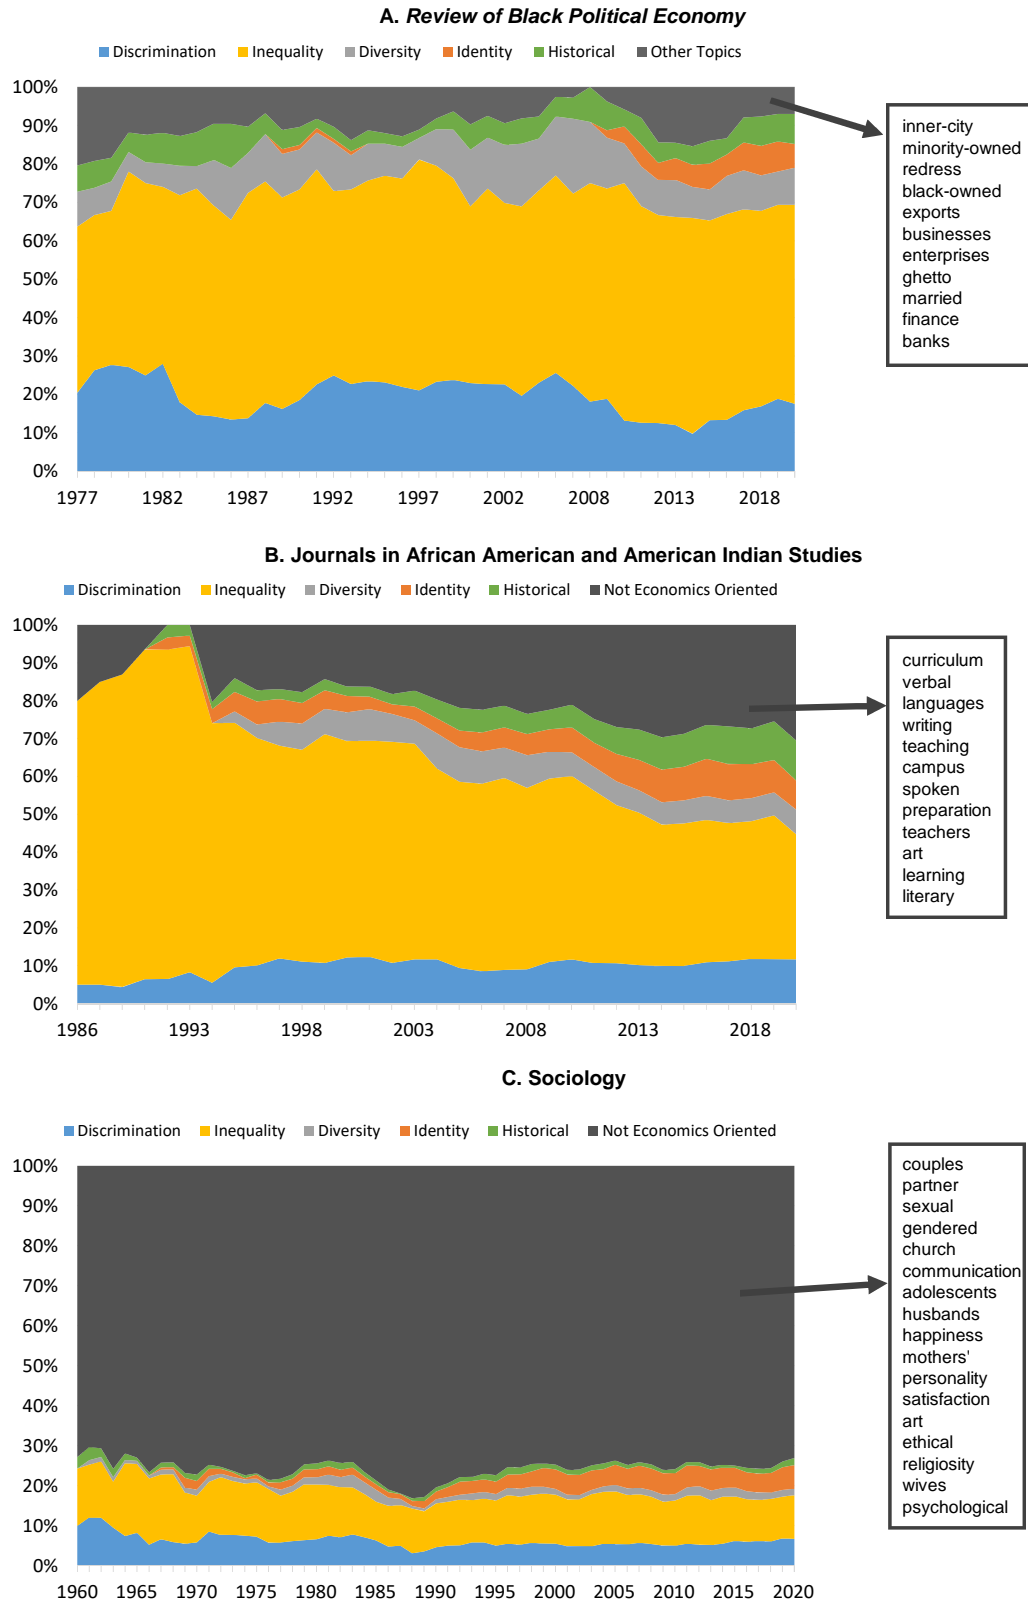 A. Review of Black Political Economy
Discrimination Inequality Diversity Identity Historical Other Topics
100%
90%
80%
70%
60%
50%
40%
30%
20%
10%
0%
1977 1982 1987 1992 1997 2002 2008 2013 2018
inner-city
minority-owned
redress
black-owned
exports
businesses
enterprises
ghetto
married
finance
banks
B. Journals in African American and American Indian Studies
Discrimination Inequality Diversity Identity Historical Not Economics Oriented
100%
90%
80%
70%
60%
50%
40%
30%
20%
10%
0%
1986 1993 1998 2003 2008 2013 2018
curriculum
verbal
languages
writing
teaching
campus
spoken
preparation
teachers
art
learning
literary
C. Sociology
Discrimination Inequality Diversity Identity Historical Not Economics Oriented
100%
90%
80%
70%
60%
50%
40%
30%
20%
10%
0%
1960 1965 1970 1975 1980 1985 1990 1995 2000 2005 2010 2015 2020
couples
partner
sexual
gendered
church
communication
adolescents
husbands
happiness
mothers'
personality
satisfaction
art
ethical
religiosity
wives
psychological